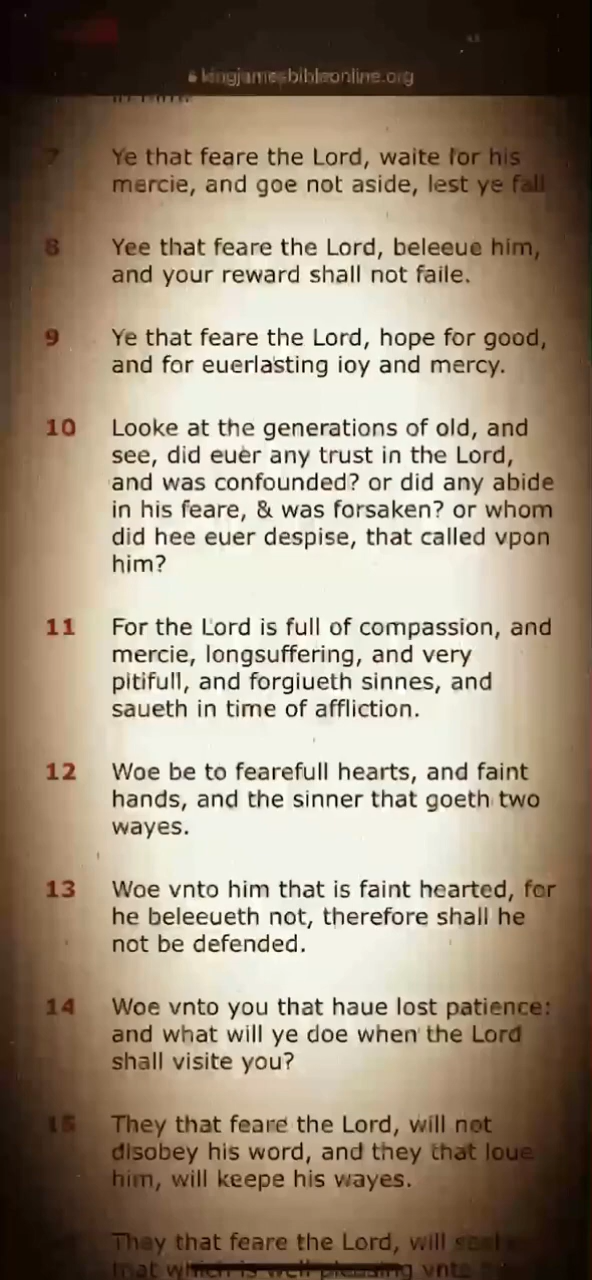 kingjamesbibleonline.org
7 Ye that feare the Lord, waite for his
mercie, and goe not aside, lest ye fall
8 Yee that feare the Lord, beleeue him,
and your reward shall not faile.
9 Ye that feare the Lord, hope for good,
and for euerlasting ioy and mercy.
10 Looke at the generations of old, and
see, did euer any trust in the Lord,
and was confounded? or did any abide
in his feare, & was forsaken? or whom
did hee euer despise, that called vpon
him?
11 For the Lord is full of compassion, and
mercie, longsuffering, and very
pitifull, and forgiueth sinnes, and
saueth in time of affliction.
12 Woe be to fearefull hearts, and faint
hands, and the sinner that goeth two
wayes.
13 Woe vnto him that is faint hearted, for
he beleeueth not, therefore shall he
not be defended.
14 Woe vnto you that haue lost patience:
and what will ye doe when the Lord
shall visite you?
15 They that feare the Lord, will not
disobey his word, and they that loue
him, will keepe his wayes.
They that feare the Lord, will
that which is well pleasing vnto